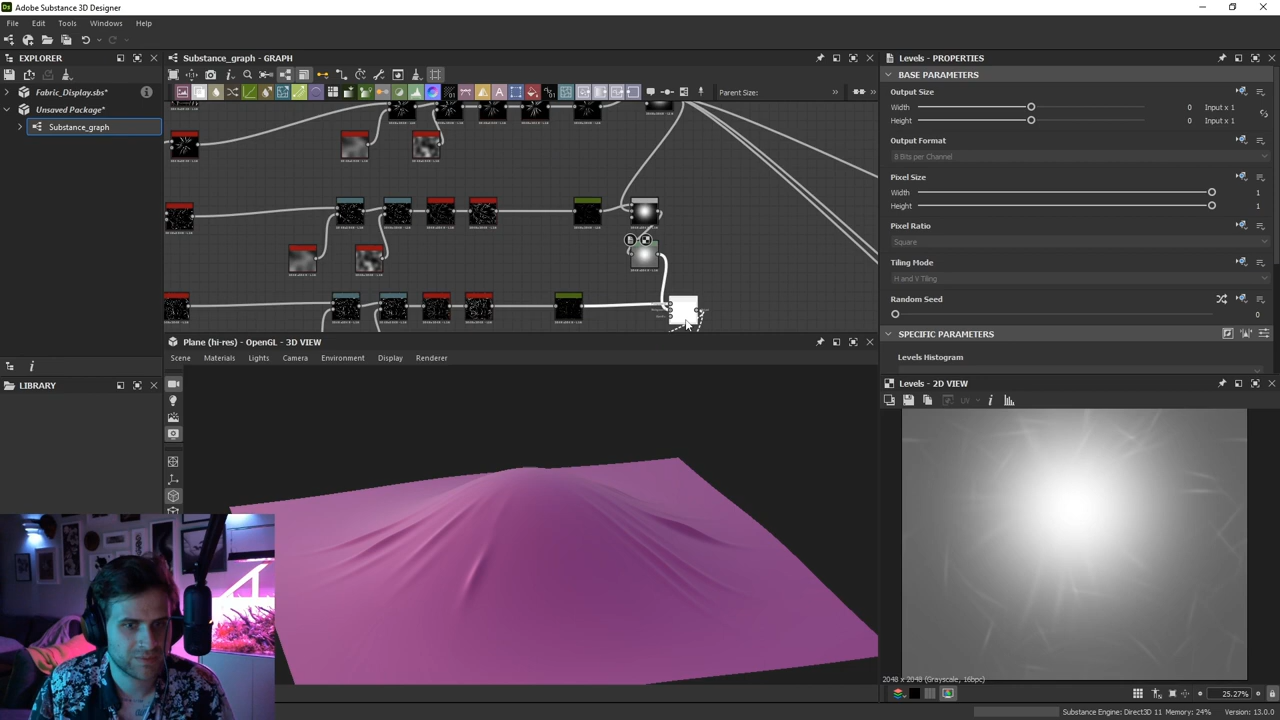 Adobe Substance 3D Designer
File Edit Tools Windows Help
EXPLORER
Fabric_Display.sbs*
Unsaved Package*
Substance_graph
LIBRARY
Substance_graph - GRAPH
Parent Size:
Plane (hi-res) - OpenGL - 3D VIEW
Scene Materials Lights Camera Environment Display Renderer
Levels - PROPERTIES
BASE PARAMETERS
Output Size
Width 0 Input x 1
Height 0 Input x 1
Output Format
8 Bits per Channel
Pixel Size
Width 1
Height 1
Pixel Ratio
Square
Tiling Mode
H and V Tiling
Random Seed
0
SPECIFIC PARAMETERS
Levels Histogram
Levels - 2D VIEW
UV
2048 x 2048 (Grayscale, 16bpc)
25.27%
Substance Engine: Direct3D 11 Memory: 24% Version: 13.0.0